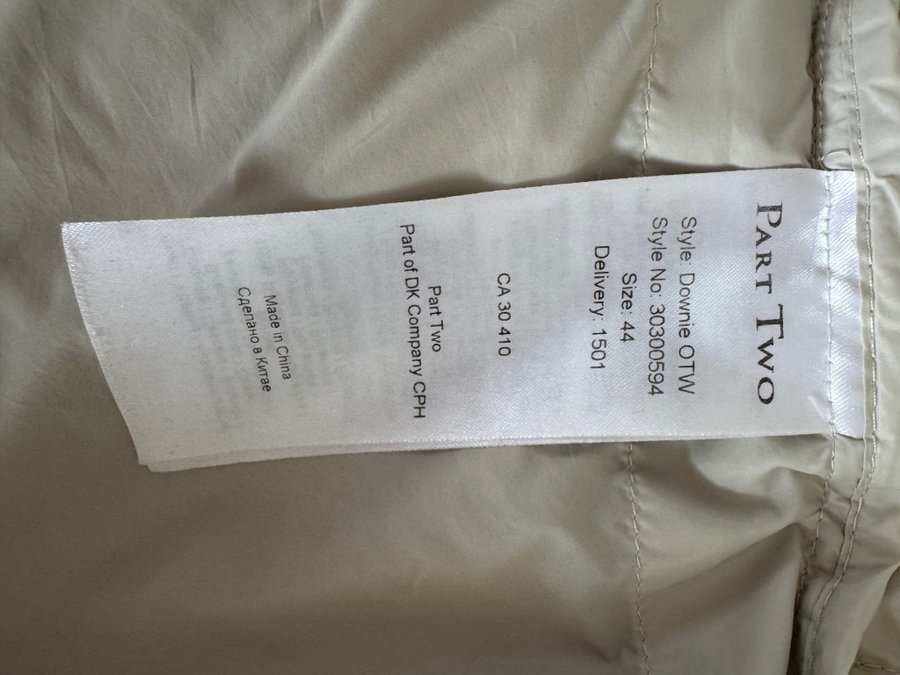 PART TWO
Style: Downie OTW
Style No: 30300594
Size: 44
Delivery: 1501
CA 30 410
Part Two
Part of DK Company CPH
Made in China
Сделано в Китае